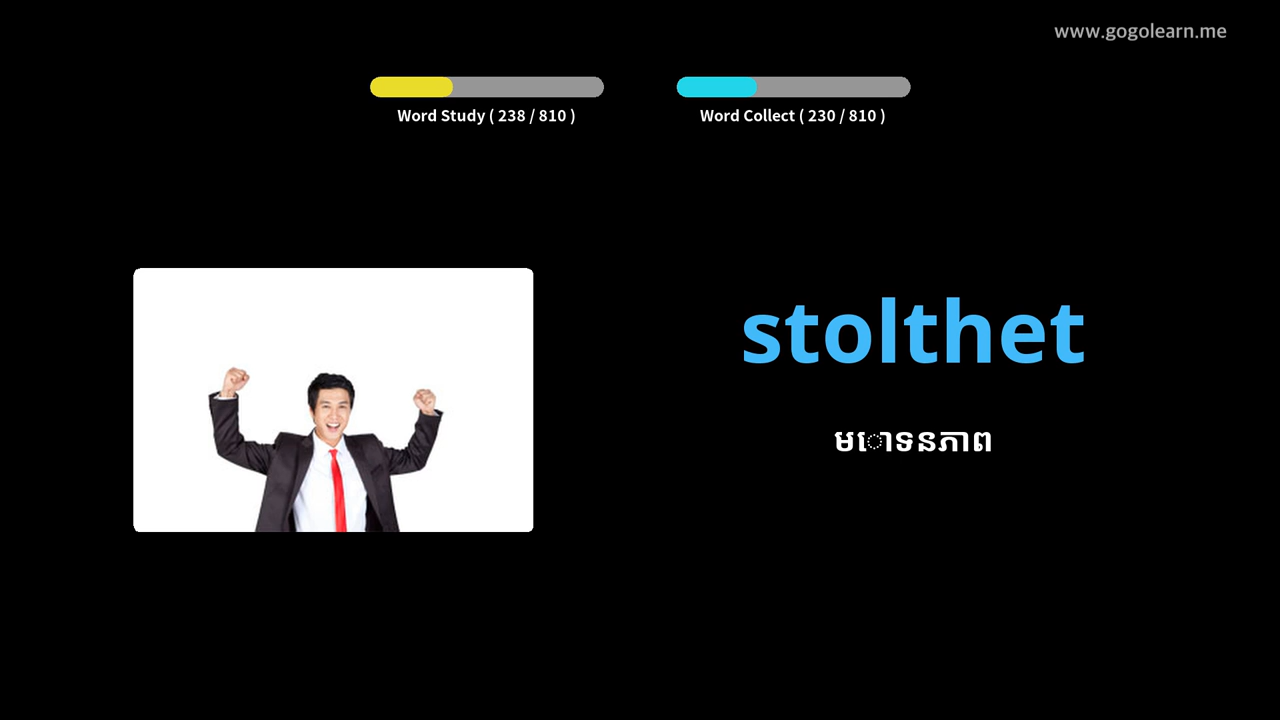 www.gogolearn.me
Word Study ( 238 / 810 )
Word Collect ( 230 / 810 )
stolthet
មោទនភាព